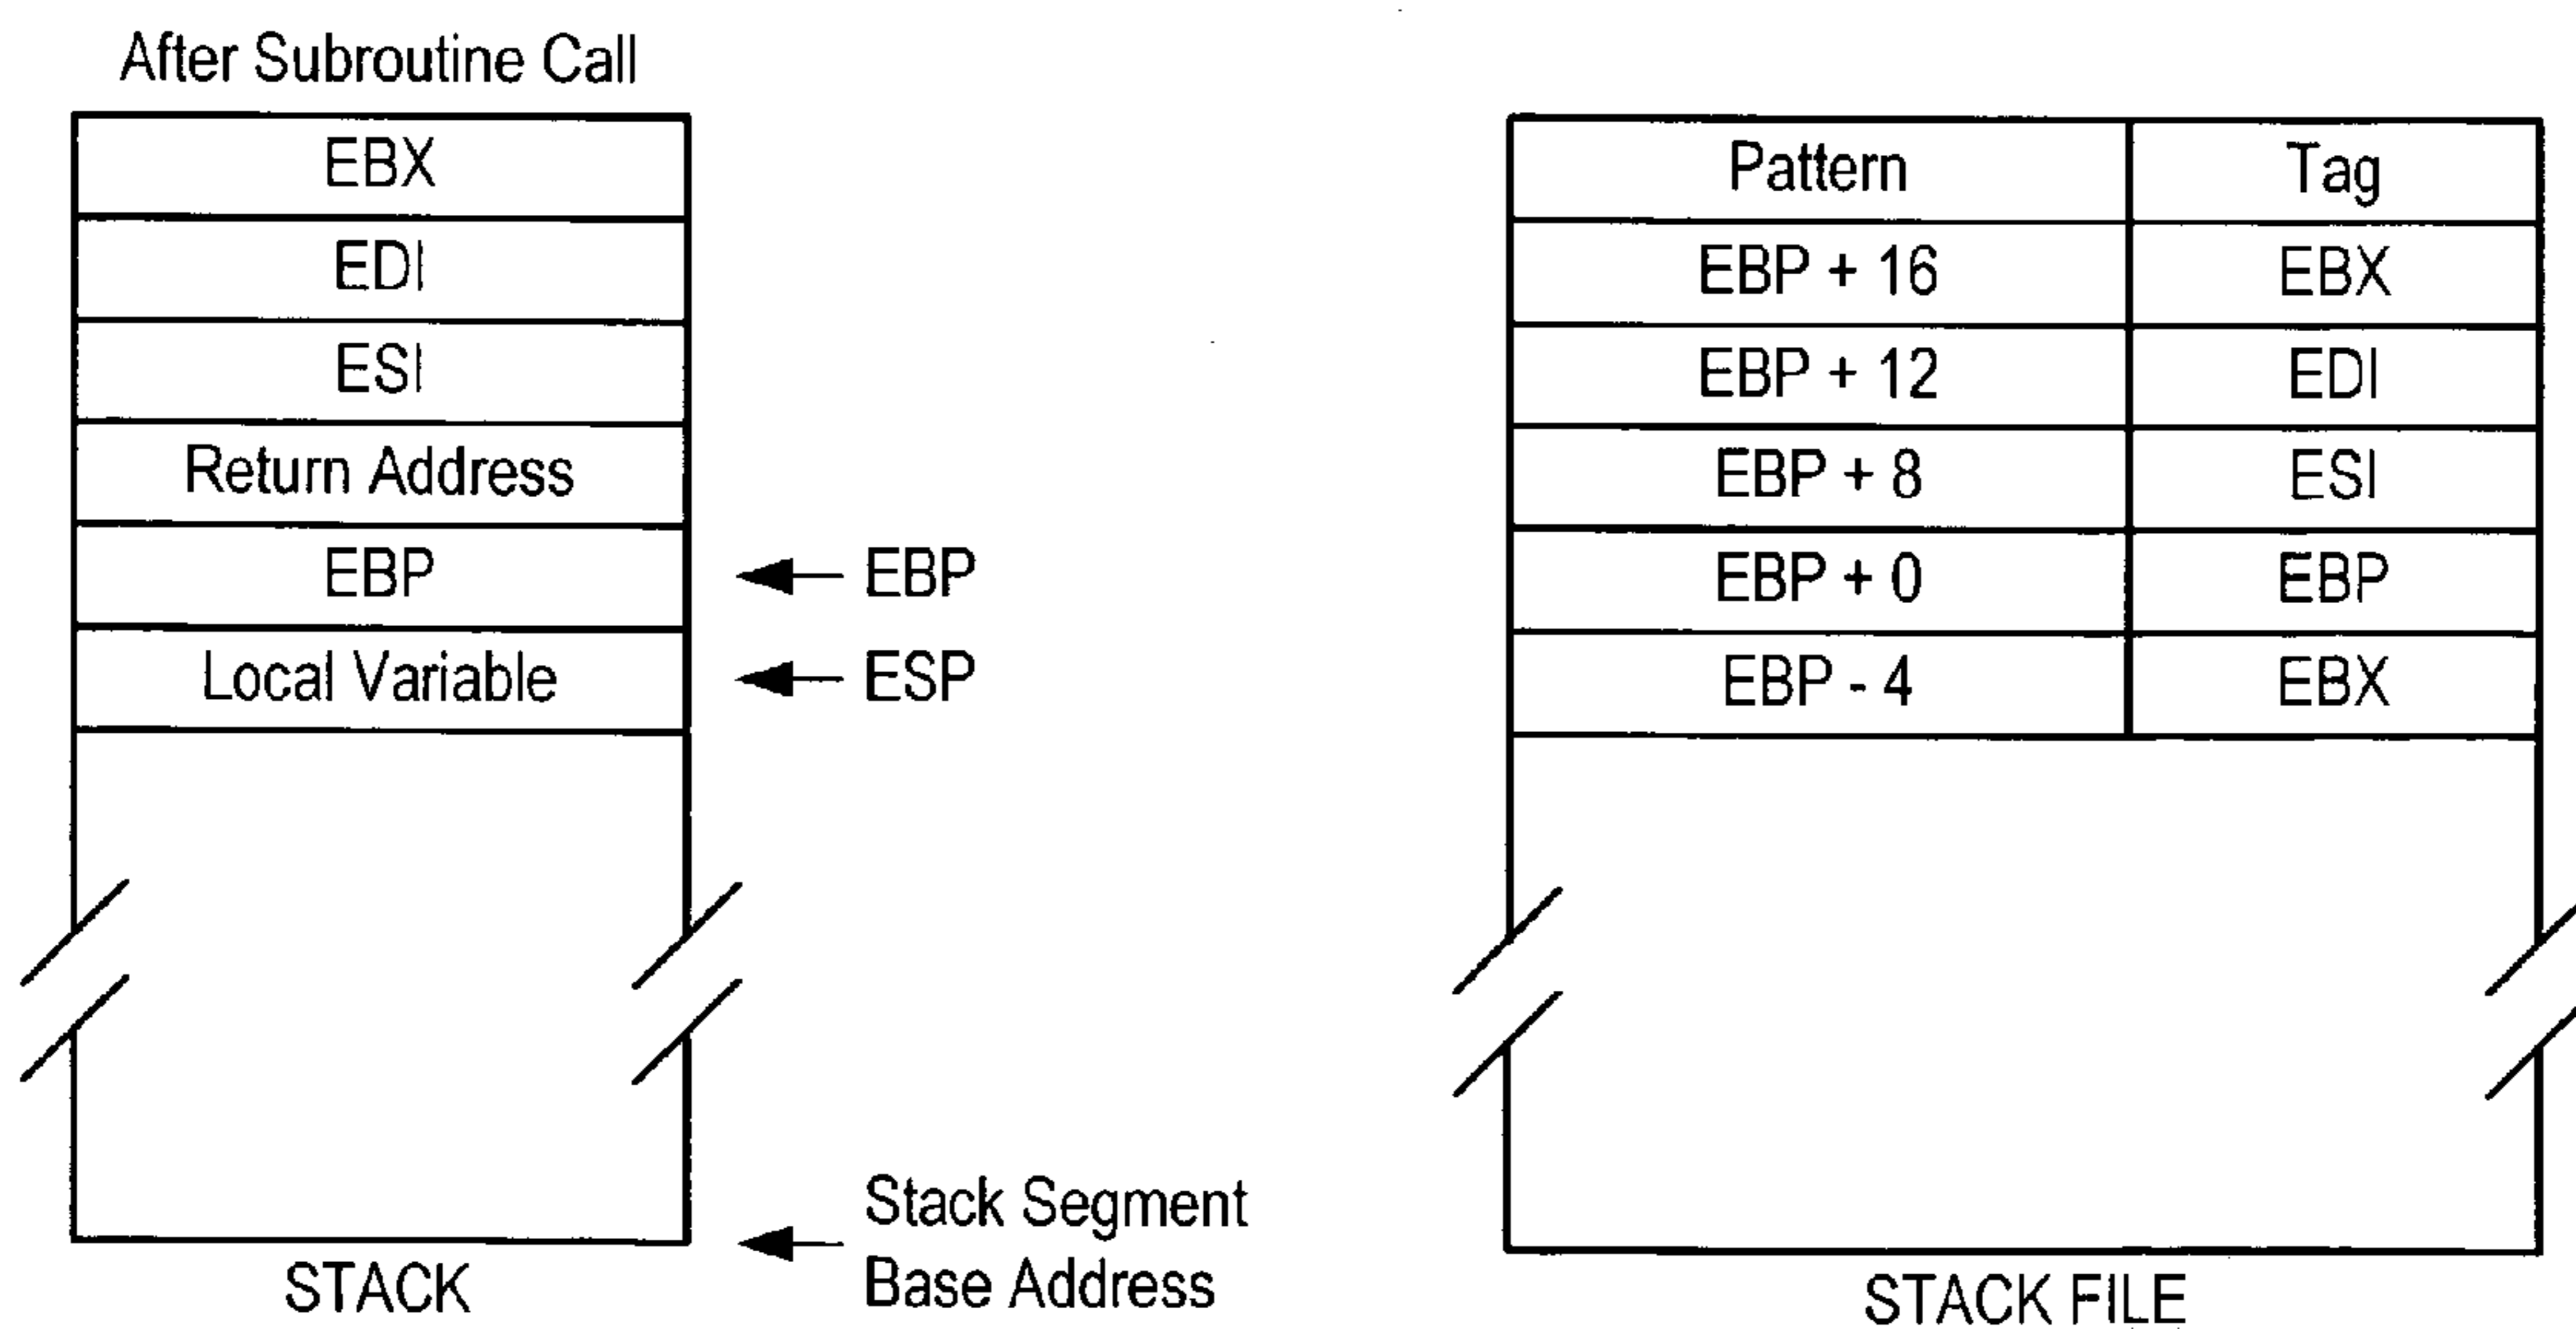 After Subroutine Call
EBX
EDI
ESI
Return Address
EBP
Local Variable
EBP
ESP
Stack Segment
Base Address
STACK
Pattern Tag
EBP + 16 EBX
EBP + 12 EDI
EBP + 8 ESI
EBP + 0 EBP
EBP - 4 EBX
STACK FILE